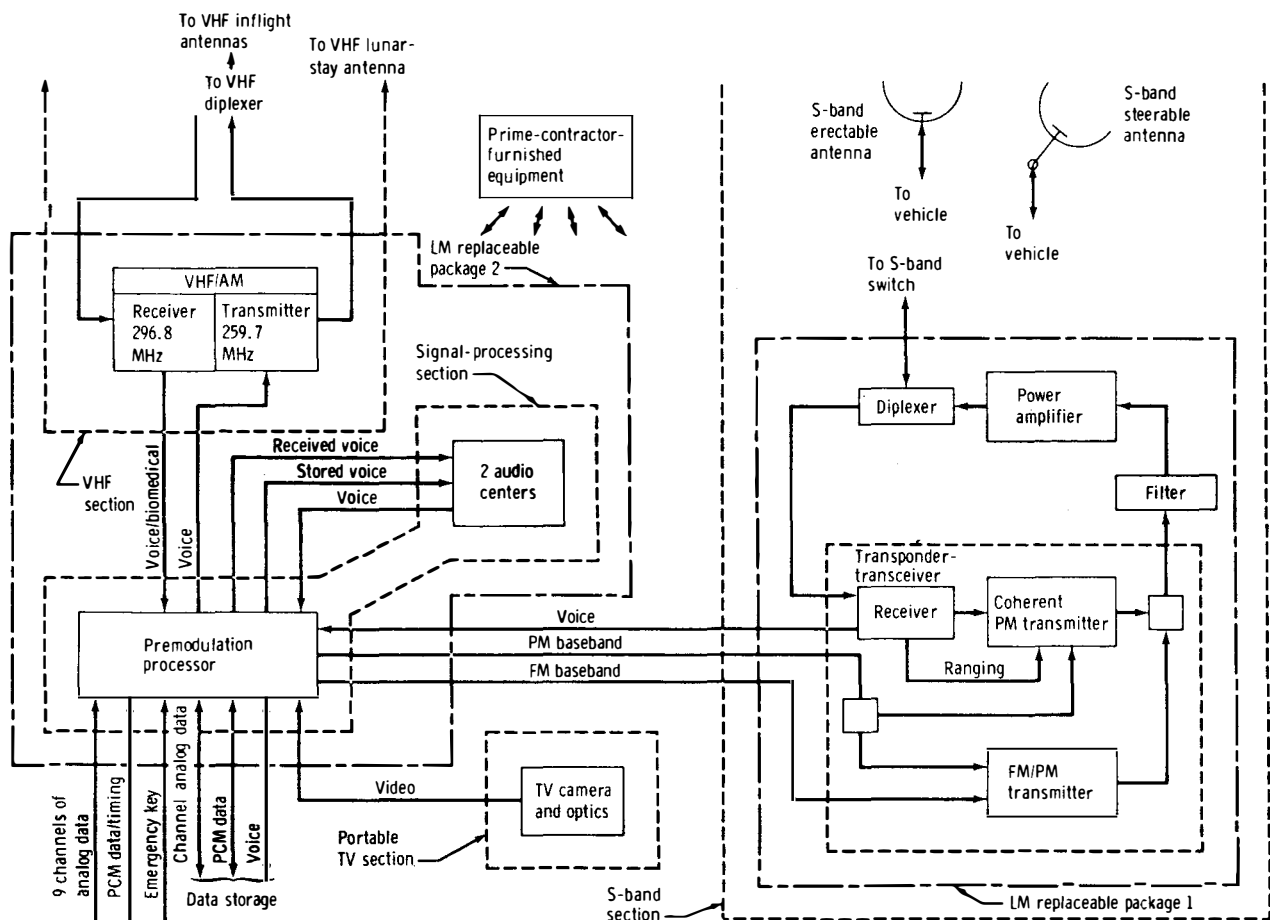 To VHF inflight
antennas
To VHF
diplexer
To VHF lunar-
stay antenna
Prime-contractor-
furnished
equipment
LM replaceable
package 2
VHF/AM
Receiver
296.8
MHz
Transmitter
259.7
MHz
Signal-processing
section
VHF
section
Voice/biomedical
Voice
Received voice
Stored voice
Voice
2 audio
centers
Premodulation
processor
Voice
PM baseband
FM baseband
9 channels of
analog data
PCM data/timing
Emergency key
Channel analog data
PCM data
Voice
Data storage
Video
TV camera
and optics
Portable
TV section
S-band
erectable
antenna
S-band
steerable
antenna
To
vehicle
To
vehicle
To S-band
switch
Diplexer
Power
amplifier
Filter
Transponder-
transceiver
Receiver
Coherent
PM transmitter
Ranging
FM/PM
transmitter
S-band
section
LM replaceable package 1